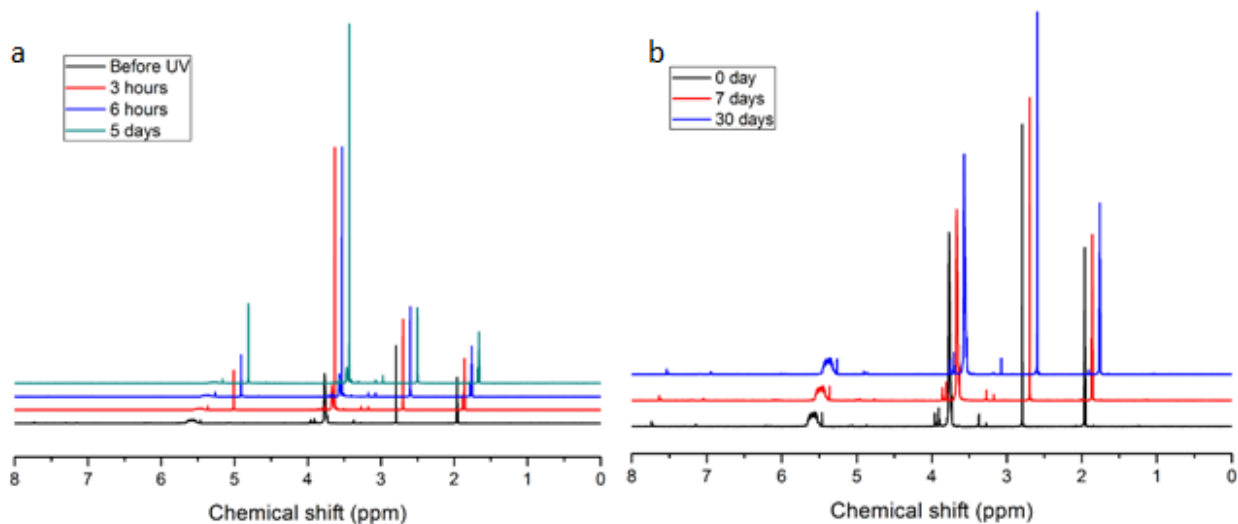 a
Before UV
3 hours
6 hours
5 days
8 7 6 5 4 3 2 1 0
Chemical shift (ppm)
b
0 day
7 days
30 days
8 7 6 5 4 3 2 1 0
Chemical shift (ppm)